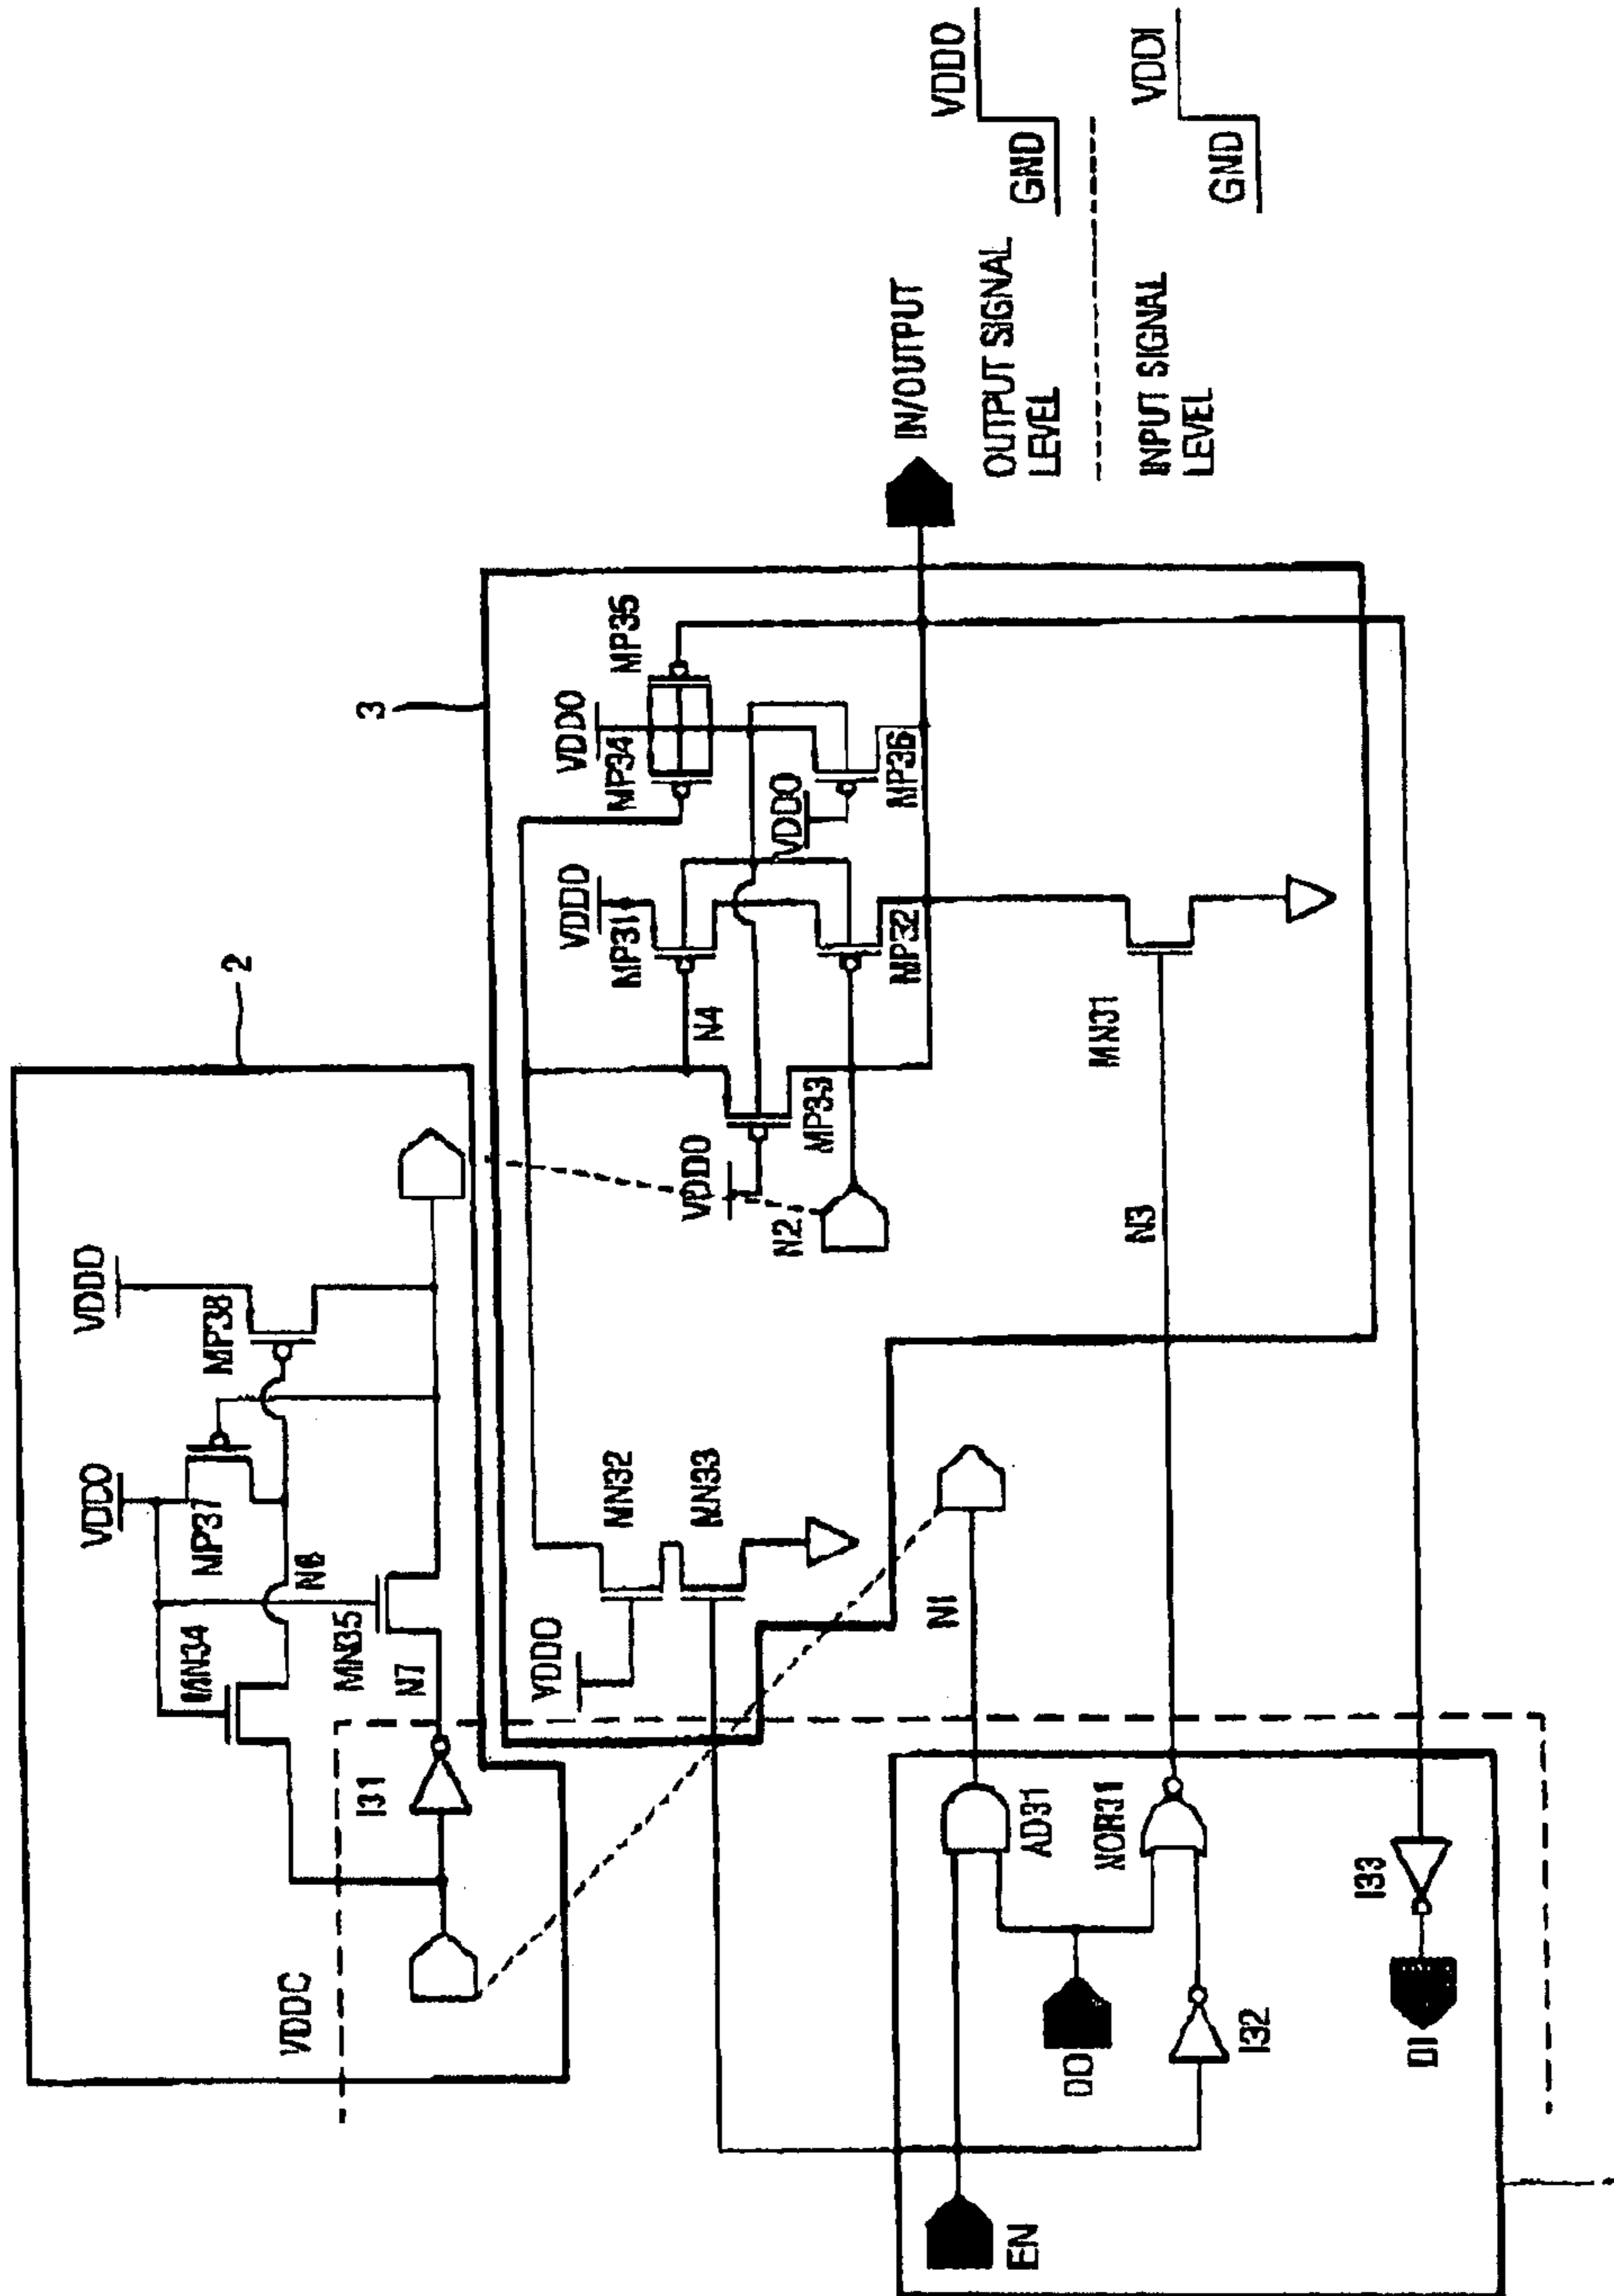 2
VDDO
VDDO
MP38
NP37
N6
MN34
MN35
N7
I31
VDDC
3
VDDO
MP35
MP34
VDDO
MP31
VDDO
MP36
N4
MP32
MP33
VDDO
N2
MN32
MN33
VDDO
MN31
N3
N1
AD31
NOR31
I33
DO
I32
DI
EN
IN/OUTPUT
OUTPUT SIGNAL
LEVEL
VDDO
GND
INPUT SIGNAL
LEVEL
VDDI
GND